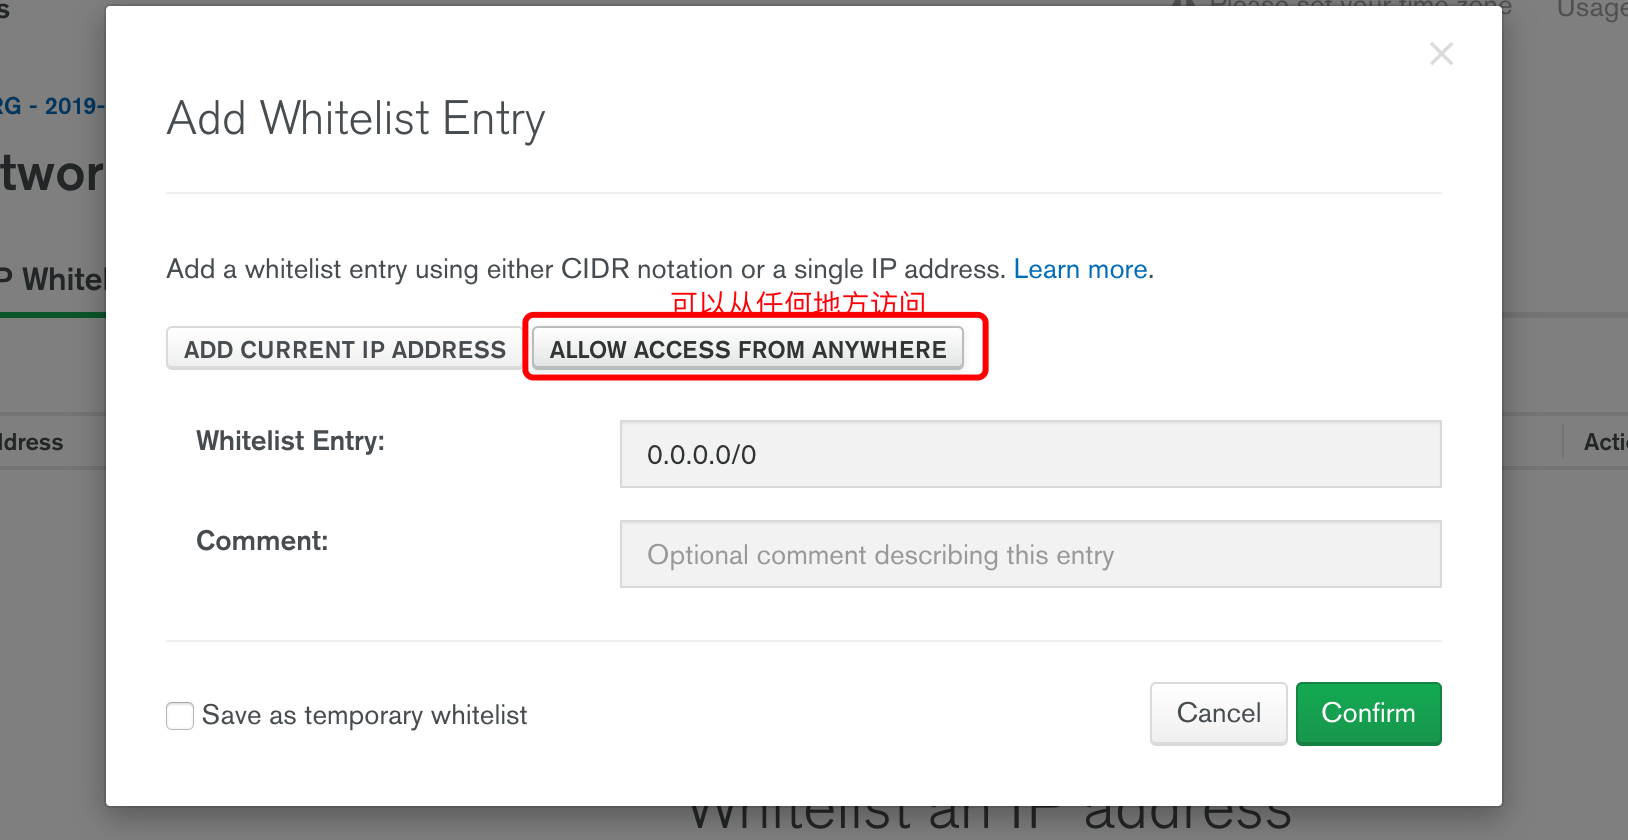 s
Please set your time zone
Usage
RG - 2019-
twor
P Whitel
ddress
Acti
Add Whitelist Entry
Add a whitelist entry using either CIDR notation or a single IP address. Learn more.
可以从任何地方访问
ADD CURRENT IP ADDRESS
ALLOW ACCESS FROM ANYWHERE
Whitelist Entry:
0.0.0.0/0
Comment:
Optional comment describing this entry
Save as temporary whitelist
Cancel
Confirm
Whitelist an IP address